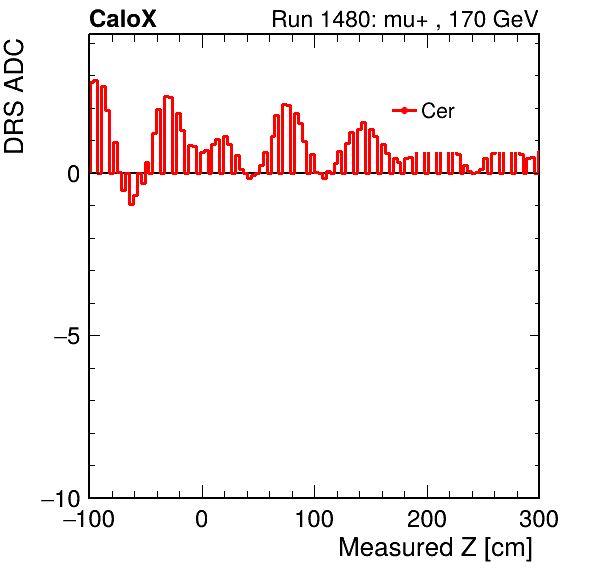 CaloX Run 1480: mu+ , 170 GeV
DRS ADC
Cer
0
−5
−10
−100 0 100 200 300
Measured Z [cm]